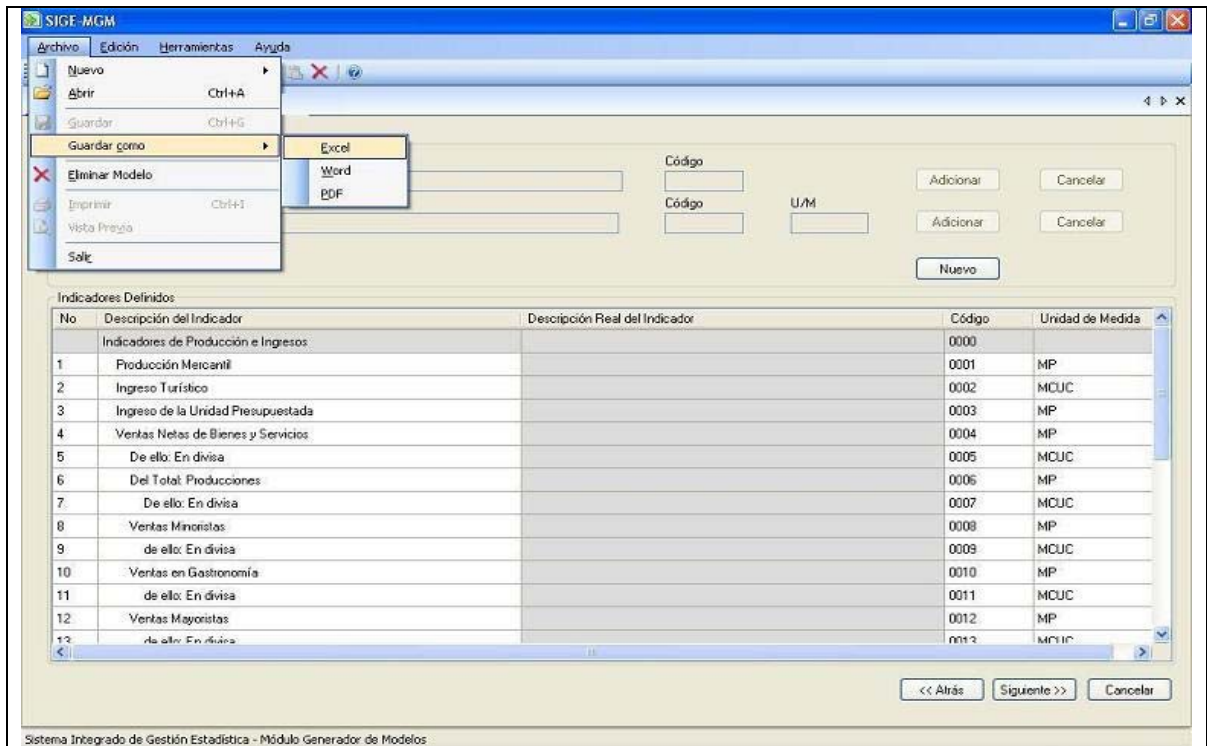 SIGE-MGM
Archivo Edición Herramientas Ayuda
Nuevo
Abrir Ctrl+A
Guardar Ctrl+G
Guardar como
Excel
Word
PDF
Eliminar Modelo
Imprimir Ctrl+I
Vista Previa
Salir
Código
Adicionar Cancelar
Código U/M
Adicionar Cancelar
Nuevo
Indicadores Definidos
No Descripción del Indicador Descripción Real del Indicador Código Unidad de Medida
Indicadores de Producción e Ingresos 0000
1 Producción Mercantil 0001 MP
2 Ingreso Turístico 0002 MCUC
3 Ingreso de la Unidad Presupuestada 0003 MP
4 Ventas Netas de Bienes y Servicios 0004 MP
5 De ello: En divisa 0005 MCUC
6 Del Total: Producciones 0006 MP
7 De ello: En divisa 0007 MCUC
8 Ventas Minoristas 0008 MP
9 de ello: En divisa 0009 MCUC
10 Ventas en Gastronomía 0010 MP
11 de ello: En divisa 0011 MCUC
12 Ventas Mayoristas 0012 MP
13 de ello: En divisa 0013 MCUC
<< Atrás Siguiente >> Cancelar
Sistema Integrado de Gestión Estadística - Módulo Generador de Modelos